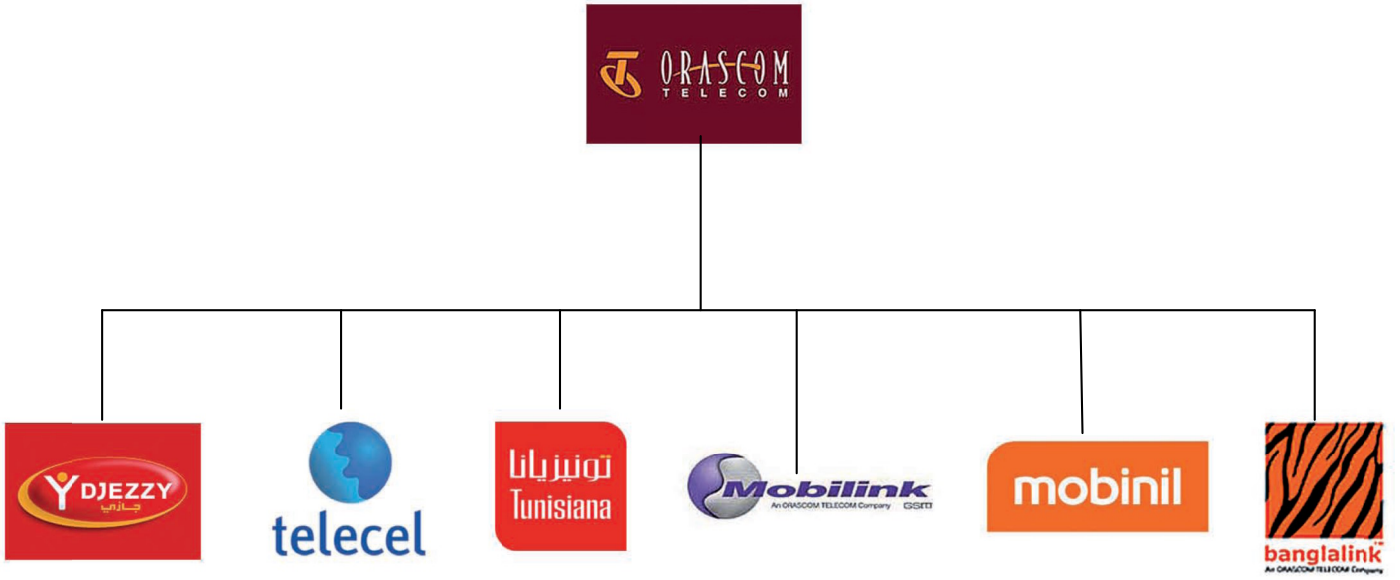 ORASCOM
TELECOM
DJEZZY
جازي
telecel
تونيزيانا
Tunisiana
Mobilink
An ORASCOM TELECOM Company GSM
mobinil
banglalink
An ORASCOM TELECOM Company